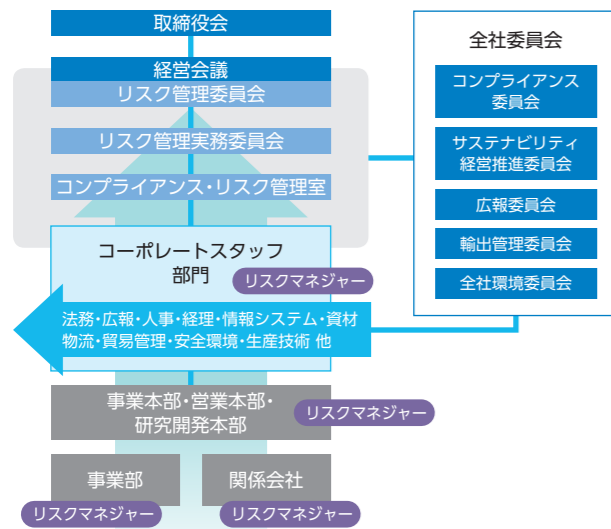 取締役会
経営会議
リスク管理委員会
リスク管理実務委員会
コンプライアンス・リスク管理室
コーポレートスタッフ
部門
リスクマネジャー
法務・広報・人事・経理・情報システム・資材
物流・貿易管理・安全環境・生産技術 他
事業本部・営業本部・
研究開発本部
リスクマネジャー
事業部
リスクマネジャー
関係会社
リスクマネジャー
全社委員会
コンプライアンス
委員会
サステナビリティ
経営推進委員会
広報委員会
輸出管理委員会
全社環境委員会